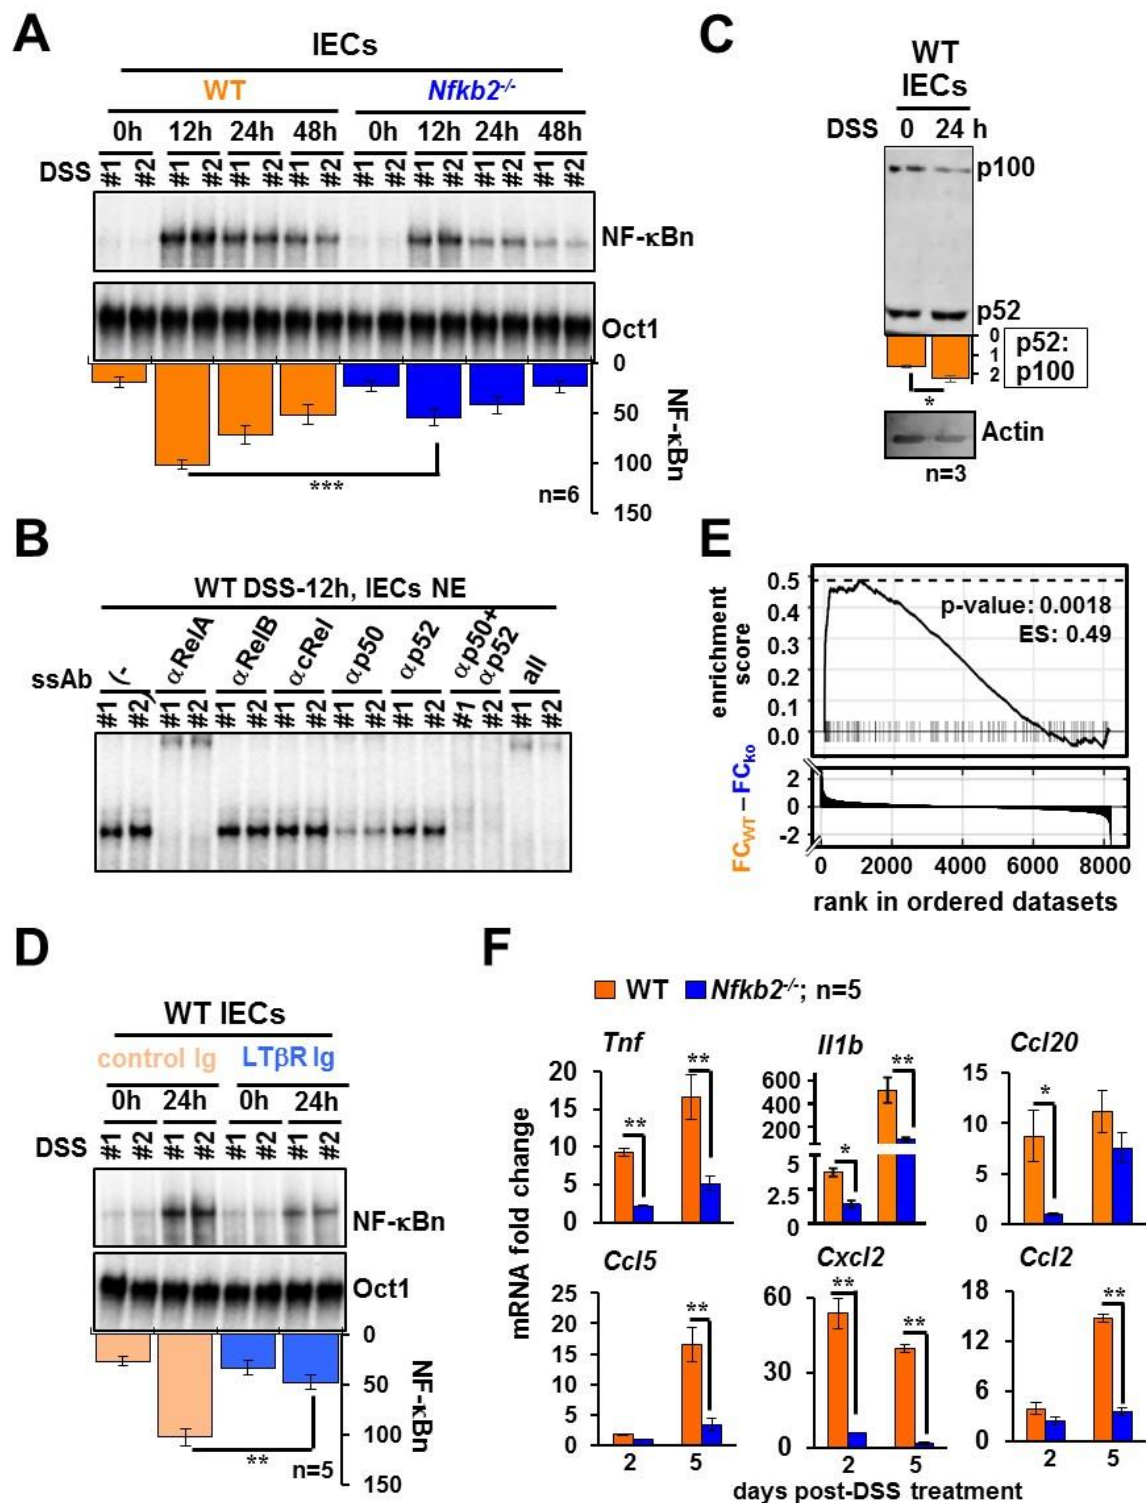 A
IECs
WT Nfkb2-/-
0h 12h 24h 48h 0h 12h 24h 48h
DSS #1 #2 #1 #2 #1 #2 #1 #2 #1 #2 #1 #2 #1 #2 #1 #2
NF-κBn
Oct1
0
50
100
150
NF-κBn
***
n=6
B
WT DSS-12h, IECs NE
ssAb (-) αRelA αRelB αcRel αp50 αp52 αp50+αp52 all
#1 #2 #1 #2 #1 #2 #1 #2 #1 #2 #1 #2 #1 #2 #1 #2
C
WT
IECs
DSS 0 24 h
p100
p52
0
1
2
p52:
p100
*
Actin
n=3
E
enrichment
score
0.5
0.4
0.3
0.2
0.1
0.0
p-value: 0.0018
ES: 0.49
FCWT – FCko
2
0
-2
0 2000 4000 6000 8000
rank in ordered datasets
D
WT IECs
control Ig LTβR Ig
0h 24h 0h 24h
DSS #1 #2 #1 #2 #1 #2 #1 #2
NF-κBn
Oct1
0
50
100
150
NF-κBn
**
n=5
F
WT Nfkb2-/-; n=5
mRNA fold change
Tnf
20
15
10
5
0
** **
Il1b
600
400
200
5
2.5
0
* **
Ccl20
15
10
5
0
*
Ccl5
25
20
15
10
5
0
**
2 5
Cxcl2
60
30
0
** **
2 5
Ccl2
18
12
6
0
**
2 5
days post-DSS treatment